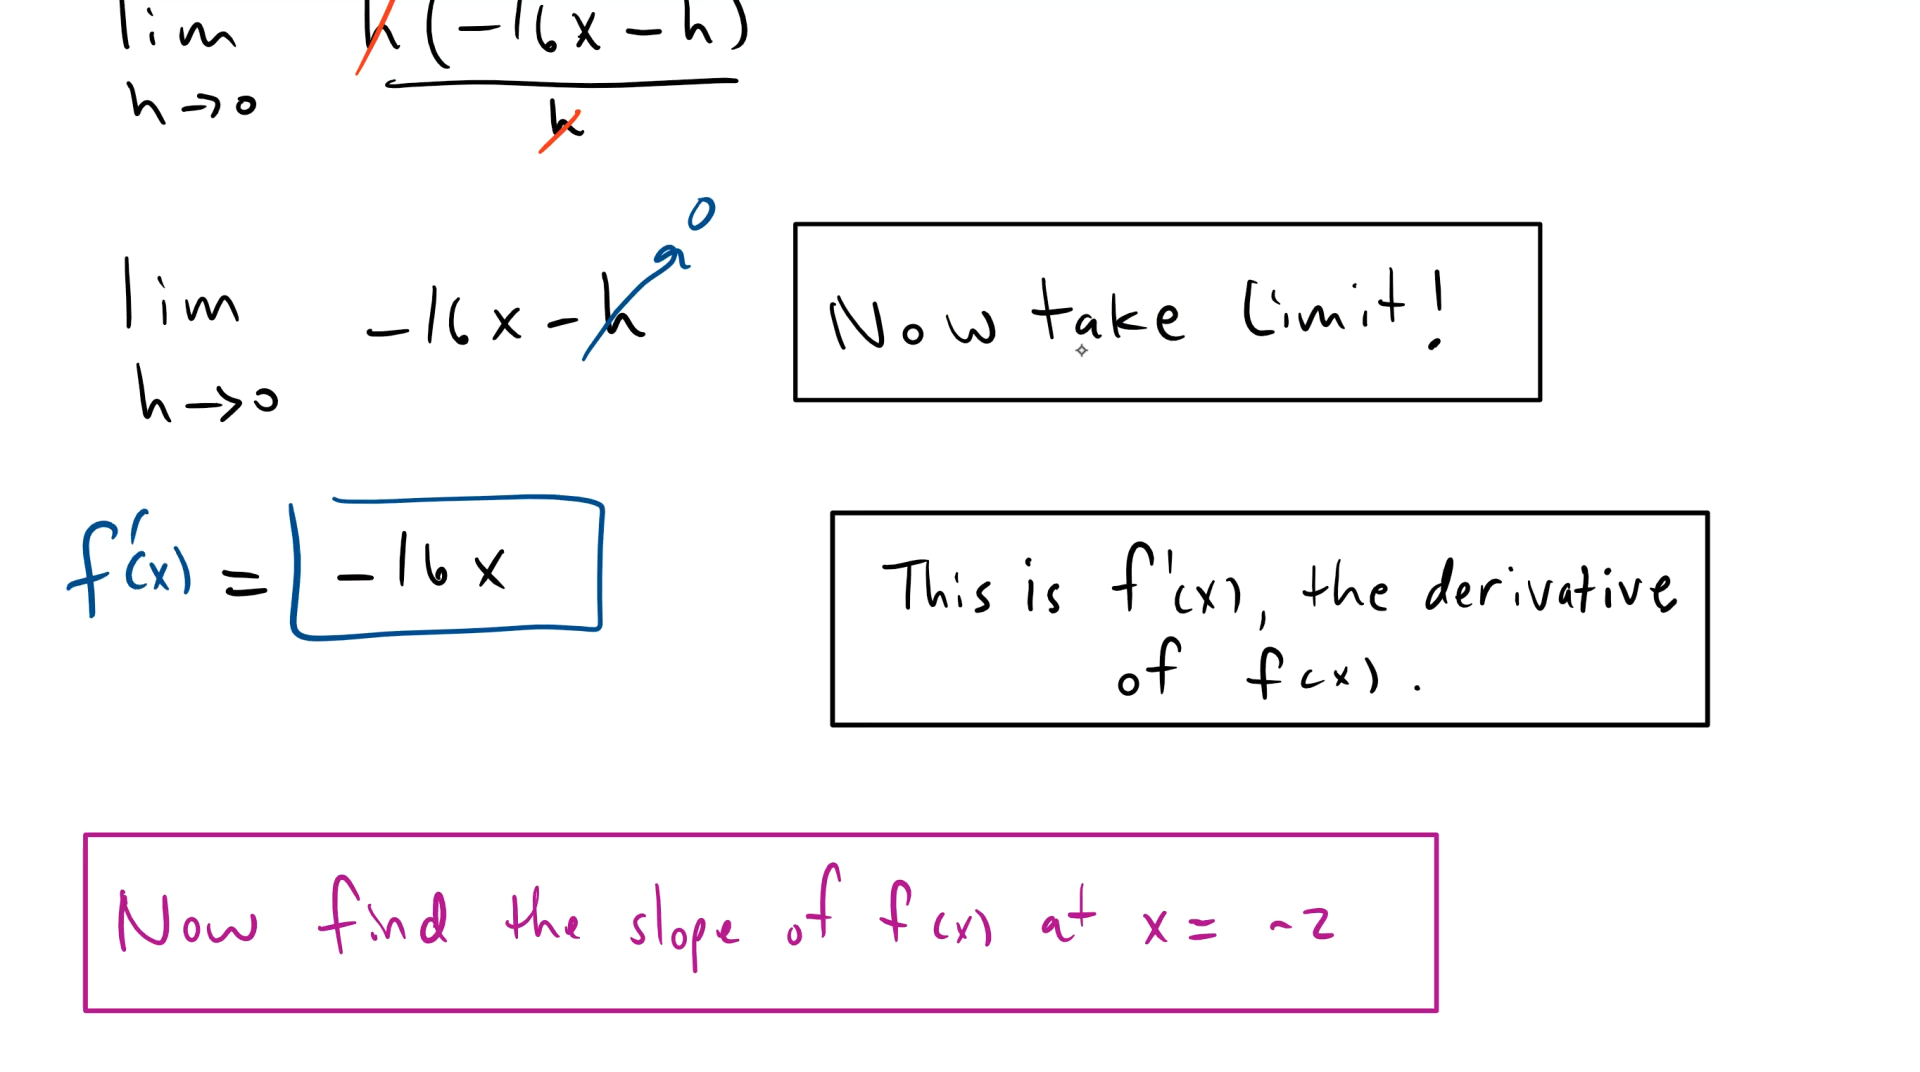 lim h(-16x-h)
h→0 h
0
lim -16x-h
h→0
Now take limit!
f'(x) = -16x
This is f'(x), the derivative
of f(x).
Now find the slope of f(x) at x = -2